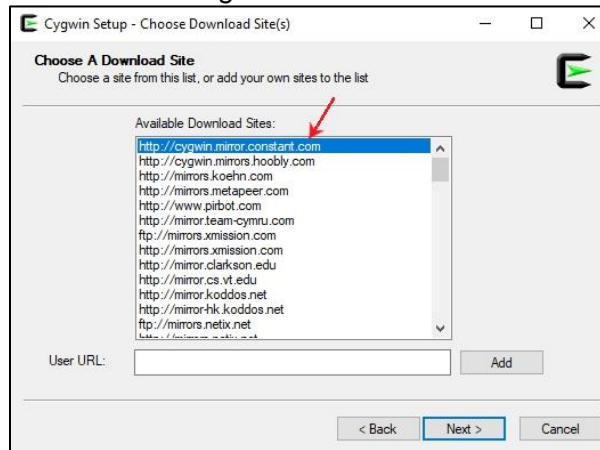 Cygwin Setup - Choose Download Site(s)
Choose A Download Site
Choose a site from this list, or add your own sites to the list
Available Download Sites:
http://cygwin.mirror.constant.com
http://cygwin.mirrors.hoobly.com
http://mirrors.koehn.com
http://mirrors.metapeer.com
http://www.pirbot.com
http://mirror.team-cymru.com
ftp://mirrors.xmission.com
http://mirrors.xmission.com
http://mirror.clarkson.edu
http://mirror.cs.vt.edu
http://mirror.koddos.net
http://mirror-hk.koddos.net
ftp://mirrors.netix.net
User URL:
Add
< Back Next > Cancel